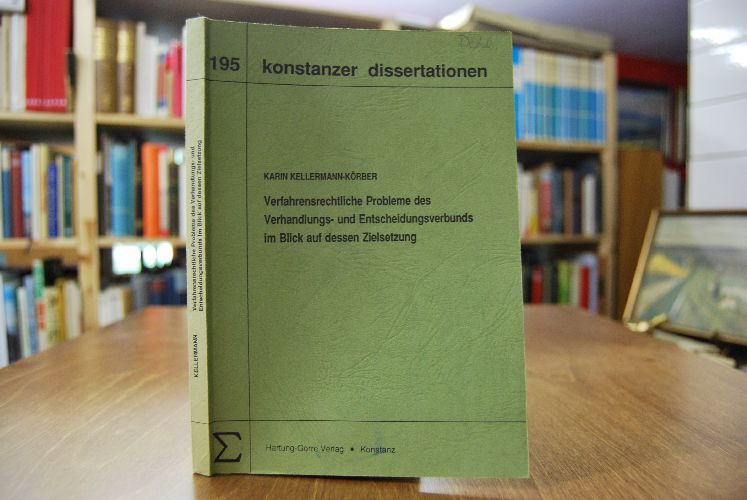 195 konstanzer dissertationen
KARIN KELLERMANN-KÖRBER
Verfahrensrechtliche Probleme des
Verhandlungs- und Entscheidungsverbunds
im Blick auf dessen Zielsetzung
Σ Hartung-Gorre Verlag • Konstanz
KELLERMANN
Verfahrensrechtliche Probleme des Verhandlungs- und
Entscheidungsverbunds im Blick auf dessen Zielsetzung